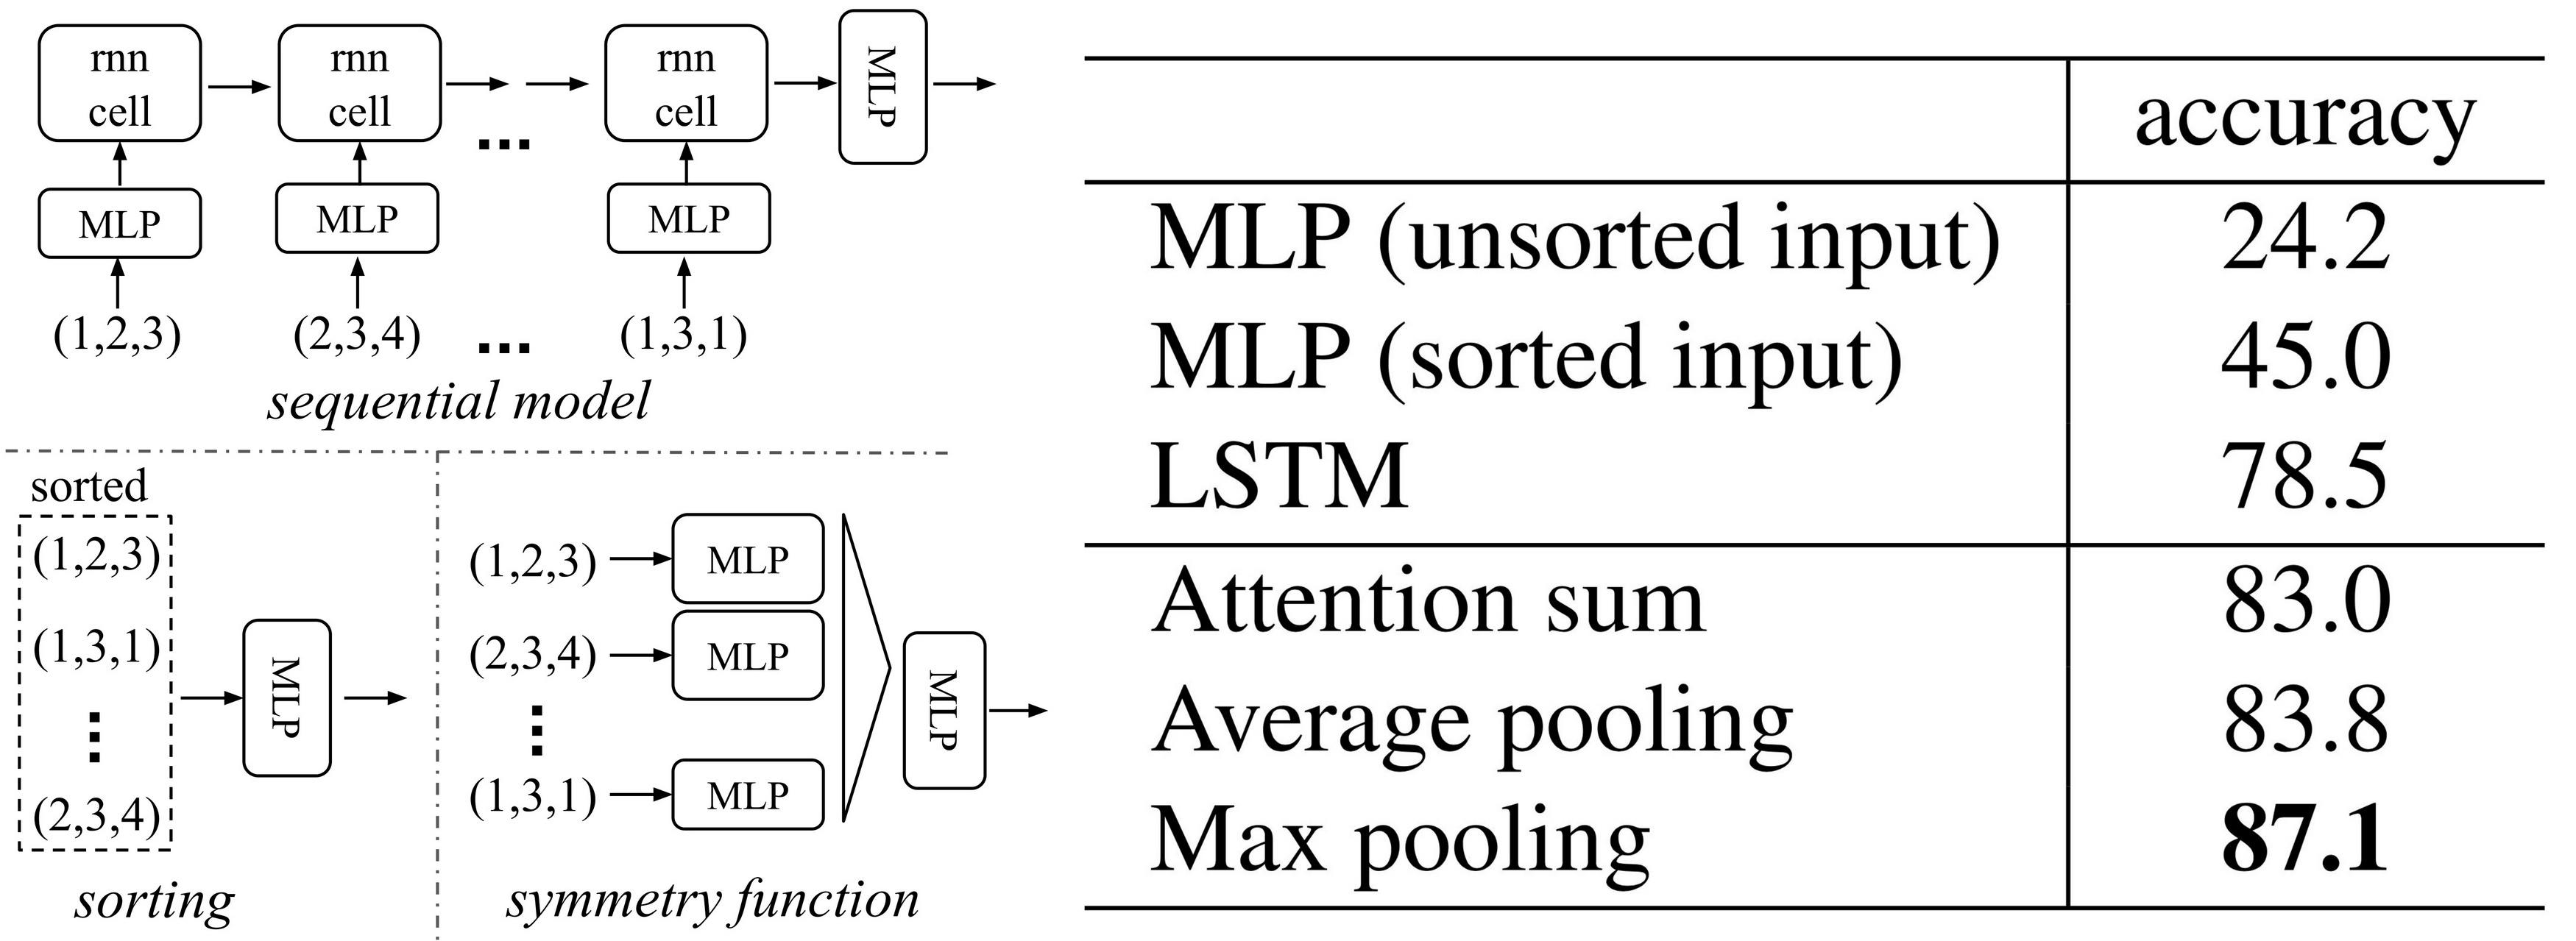 rnn cell
rnn cell
rnn cell
MLP
...
MLP
MLP
MLP
(1,2,3)
(2,3,4)
...
(1,3,1)
sequential model
sorted
(1,2,3)
(1,3,1)
⋮
(2,3,4)
MLP
sorting
(1,2,3)
MLP
(2,3,4)
MLP
⋮
(1,3,1)
MLP
MLP
symmetry function
accuracy
MLP (unsorted input) 24.2
MLP (sorted input) 45.0
LSTM 78.5
Attention sum 83.0
Average pooling 83.8
Max pooling 87.1